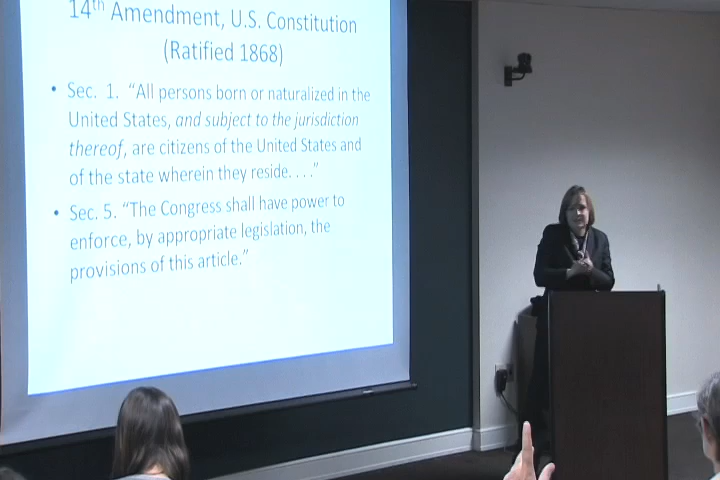 14th Amendment, U.S. Constitution
(Ratified 1868)
• Sec. 1. “All persons born or naturalized in the
United States, and subject to the jurisdiction
thereof, are citizens of the United States and
of the state wherein they reside. . . .”
• Sec. 5. “The Congress shall have power to
enforce, by appropriate legislation, the
provisions of this article.”